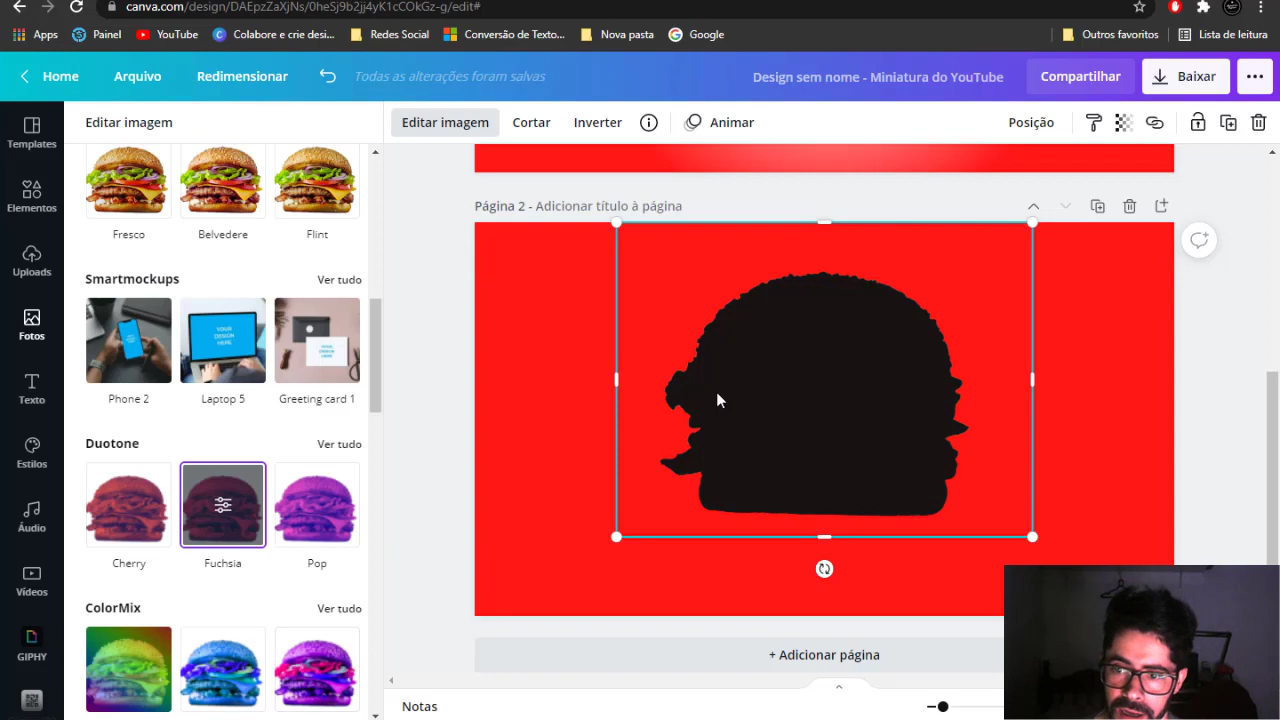 canva.com/design/DAEpzZaXjNs/0heSj9b2jj4yK1cCOkGz-g/edit#
Apps Painel YouTube Colabore e crie desi... Redes Social Conversão de Texto... Nova pasta Google Outros favoritos Lista de leitura
Home Arquivo Redimensionar Todas as alterações foram salvas Design sem nome - Miniatura do YouTube Compartilhar Baixar
Editar imagem
Editar imagem Cortar Inverter Animar Posição
Templates
Elementos
Uploads
Fotos
Texto
Estilos
Áudio
Vídeos
GIPHY
Fresco Belvedere Flint
Smartmockups Ver tudo
YOUR DESIGN HERE
Phone 2 Laptop 5 Greeting card 1
Duotone Ver tudo
Cherry Fuchsia Pop
ColorMix Ver tudo
Página 2 - Adicionar título à página
+ Adicionar página
Notas